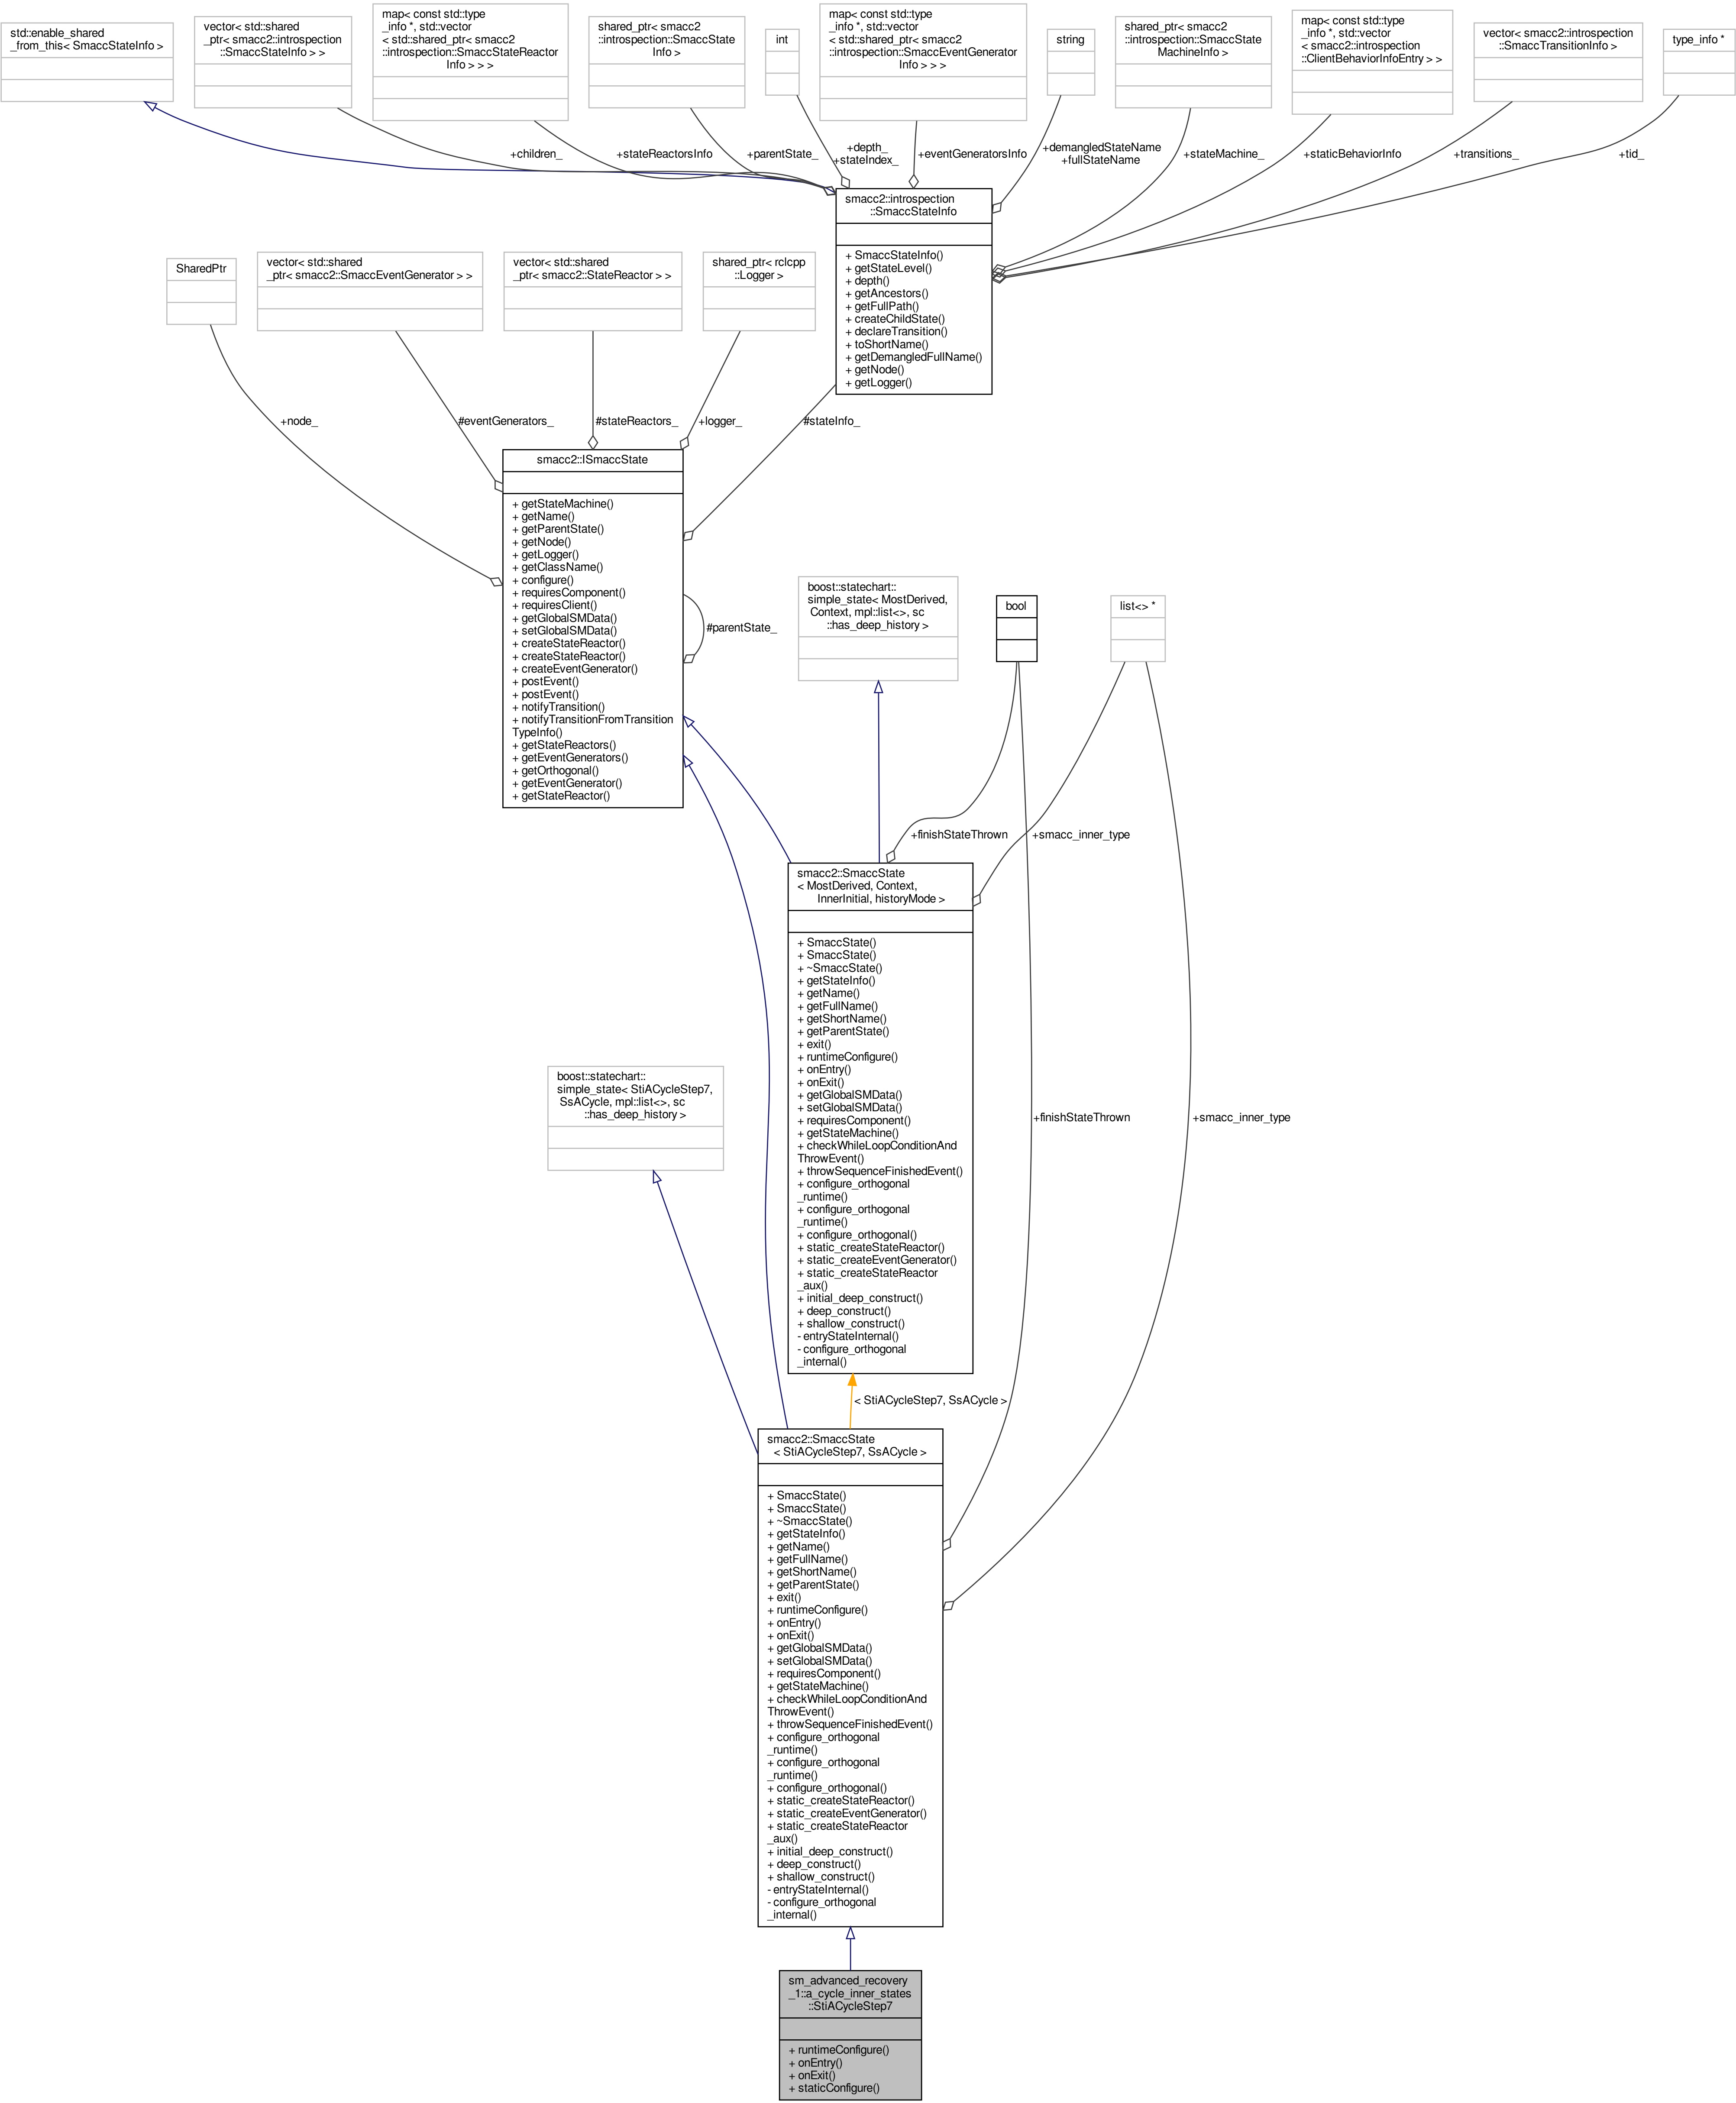 std::enable_shared
_from_this< SmaccStateInfo >
vector< std::shared
_ptr< smacc2::introspection
::SmaccStateInfo > >
map< const std::type
_info *, std::vector
< std::shared_ptr< smacc2
::introspection::SmaccStateReactor
Info > > >
shared_ptr< smacc2
::introspection::SmaccState
Info >
int
map< const std::type
_info *, std::vector
< std::shared_ptr< smacc2
::introspection::SmaccEventGenerator
Info > > >
string
shared_ptr< smacc2
::introspection::SmaccState
MachineInfo >
map< const std::type
_info *, std::vector
< smacc2::introspection
::ClientBehaviorInfoEntry > >
vector< smacc2::introspection
::SmaccTransitionInfo >
type_info *
+children_
+stateReactorsInfo
+parentState_
+depth_
+stateIndex_
+eventGeneratorsInfo
+demangledStateName
+fullStateName
+stateMachine_
+staticBehaviorInfo
+transitions_
+tid_
smacc2::introspection
::SmaccStateInfo
+ SmaccStateInfo()
+ getStateLevel()
+ depth()
+ getAncestors()
+ getFullPath()
+ createChildState()
+ declareTransition()
+ toShortName()
+ getDemangledFullName()
+ getNode()
+ getLogger()
SharedPtr
vector< std::shared
_ptr< smacc2::SmaccEventGenerator > >
vector< std::shared
_ptr< smacc2::StateReactor > >
shared_ptr< rclcpp
::Logger >
+node_
#eventGenerators_
#stateReactors_
+logger_
#stateInfo_
smacc2::ISmaccState
+ getStateMachine()
+ getName()
+ getParentState()
+ getNode()
+ getLogger()
+ getClassName()
+ configure()
+ requiresComponent()
+ requiresClient()
+ getGlobalSMData()
+ setGlobalSMData()
+ createStateReactor()
+ createStateReactor()
+ createEventGenerator()
+ postEvent()
+ postEvent()
+ notifyTransition()
+ notifyTransitionFromTransition
TypeInfo()
+ getStateReactors()
+ getEventGenerators()
+ getOrthogonal()
+ getEventGenerator()
+ getStateReactor()
#parentState_
boost::statechart::
simple_state< MostDerived,
Context, mpl::list<>, sc
::has_deep_history >
bool
list<> *
+finishStateThrown
+smacc_inner_type
smacc2::SmaccState
< MostDerived, Context,
InnerInitial, historyMode >
+ SmaccState()
+ SmaccState()
+ ~SmaccState()
+ getStateInfo()
+ getName()
+ getFullName()
+ getShortName()
+ getParentState()
+ exit()
+ runtimeConfigure()
+ onEntry()
+ onExit()
+ getGlobalSMData()
+ setGlobalSMData()
+ requiresComponent()
+ getStateMachine()
+ checkWhileLoopConditionAnd
ThrowEvent()
+ throwSequenceFinishedEvent()
+ configure_orthogonal
_runtime()
+ configure_orthogonal
_runtime()
+ configure_orthogonal()
+ static_createStateReactor()
+ static_createEventGenerator()
+ static_createStateReactor
_aux()
+ initial_deep_construct()
+ deep_construct()
+ shallow_construct()
- entryStateInternal()
- configure_orthogonal
_internal()
boost::statechart::
simple_state< StiACycleStep7,
SsACycle, mpl::list<>, sc
::has_deep_history >
+finishStateThrown
+smacc_inner_type
< StiACycleStep7, SsACycle >
smacc2::SmaccState
< StiACycleStep7, SsACycle >
+ SmaccState()
+ SmaccState()
+ ~SmaccState()
+ getStateInfo()
+ getName()
+ getFullName()
+ getShortName()
+ getParentState()
+ exit()
+ runtimeConfigure()
+ onEntry()
+ onExit()
+ getGlobalSMData()
+ setGlobalSMData()
+ requiresComponent()
+ getStateMachine()
+ checkWhileLoopConditionAnd
ThrowEvent()
+ throwSequenceFinishedEvent()
+ configure_orthogonal
_runtime()
+ configure_orthogonal
_runtime()
+ configure_orthogonal()
+ static_createStateReactor()
+ static_createEventGenerator()
+ static_createStateReactor
_aux()
+ initial_deep_construct()
+ deep_construct()
+ shallow_construct()
- entryStateInternal()
- configure_orthogonal
_internal()
sm_advanced_recovery
_1::a_cycle_inner_states
::StiACycleStep7
+ runtimeConfigure()
+ onEntry()
+ onExit()
+ staticConfigure()